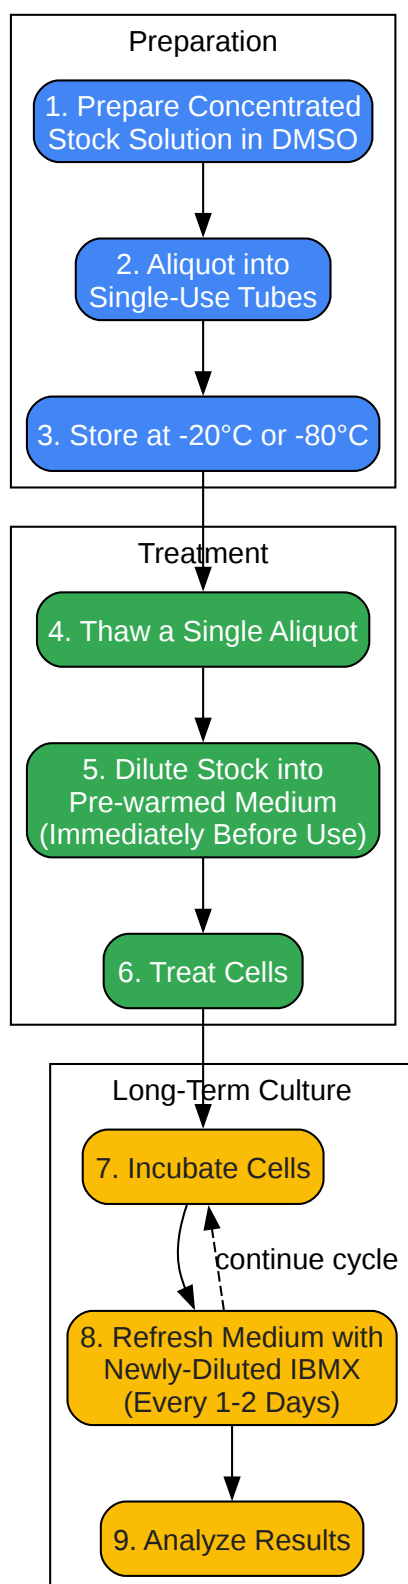 Preparation
1. Prepare Concentrated
Stock Solution in DMSO
2. Aliquot into
Single-Use Tubes
3. Store at -20°C or -80°C
Treatment
4. Thaw a Single Aliquot
5. Dilute Stock into
Pre-warmed Medium
(Immediately Before Use)
6. Treat Cells
Long-Term Culture
7. Incubate Cells
continue cycle
8. Refresh Medium with
Newly-Diluted IBMX
(Every 1-2 Days)
9. Analyze Results